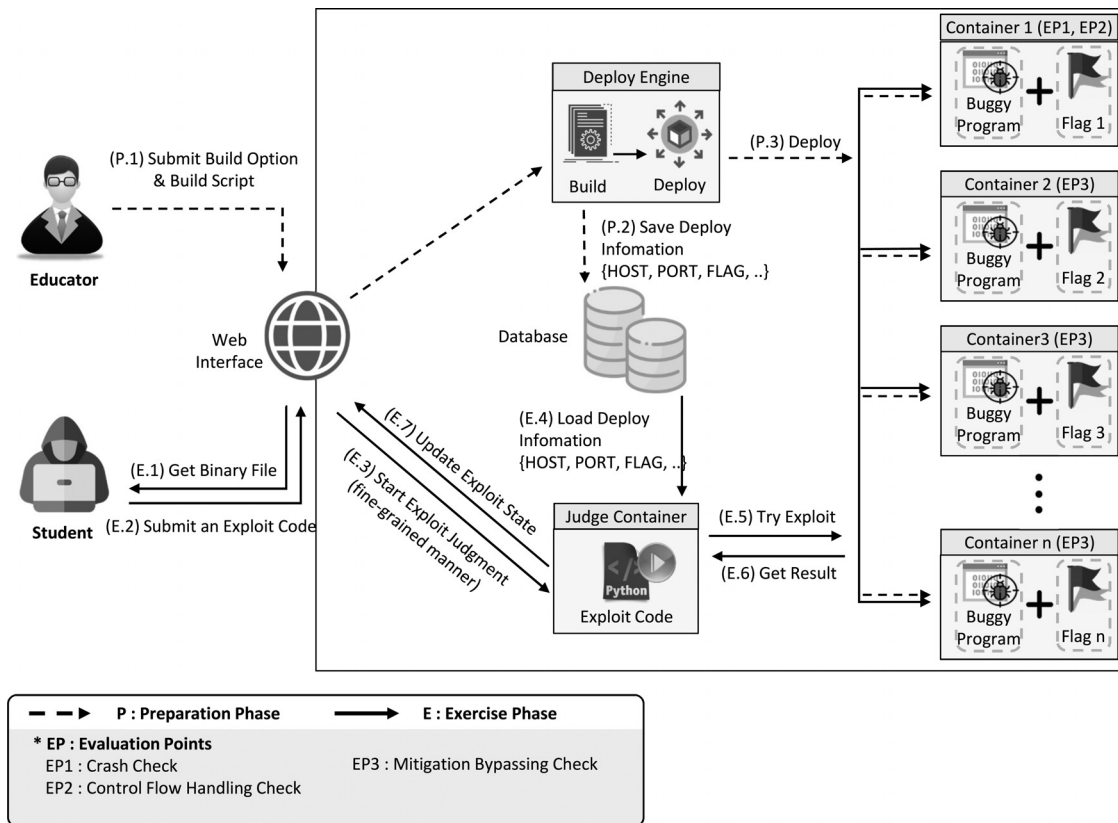 Container 1 (EP1, EP2)
Buggy
Program
Flag 1
Deploy Engine
Build
Deploy
(P.3) Deploy
(P.1) Submit Build Option
& Build Script
Educator
Container 2 (EP3)
Buggy
Program
Flag 2
(P.2) Save Deploy
Infomation
{HOST, PORT, FLAG, ..}
Web
Interface
Database
Container3 (EP3)
Buggy
Program
Flag 3
(E.4) Load Deploy
Infomation
{HOST, PORT, FLAG, ..}
(E.7) Update Exploit State
(E.3) Start Exploit Judgment
(fine-grained manner)
(E.1) Get Binary File
(E.2) Submit an Exploit Code
Student
Judge Container
</>
Python
Exploit Code
(E.5) Try Exploit
(E.6) Get Result
Container n (EP3)
Buggy
Program
Flag n
P : Preparation Phase
E : Exercise Phase
* EP : Evaluation Points
EP1 : Crash Check
EP3 : Mitigation Bypassing Check
EP2 : Control Flow Handling Check